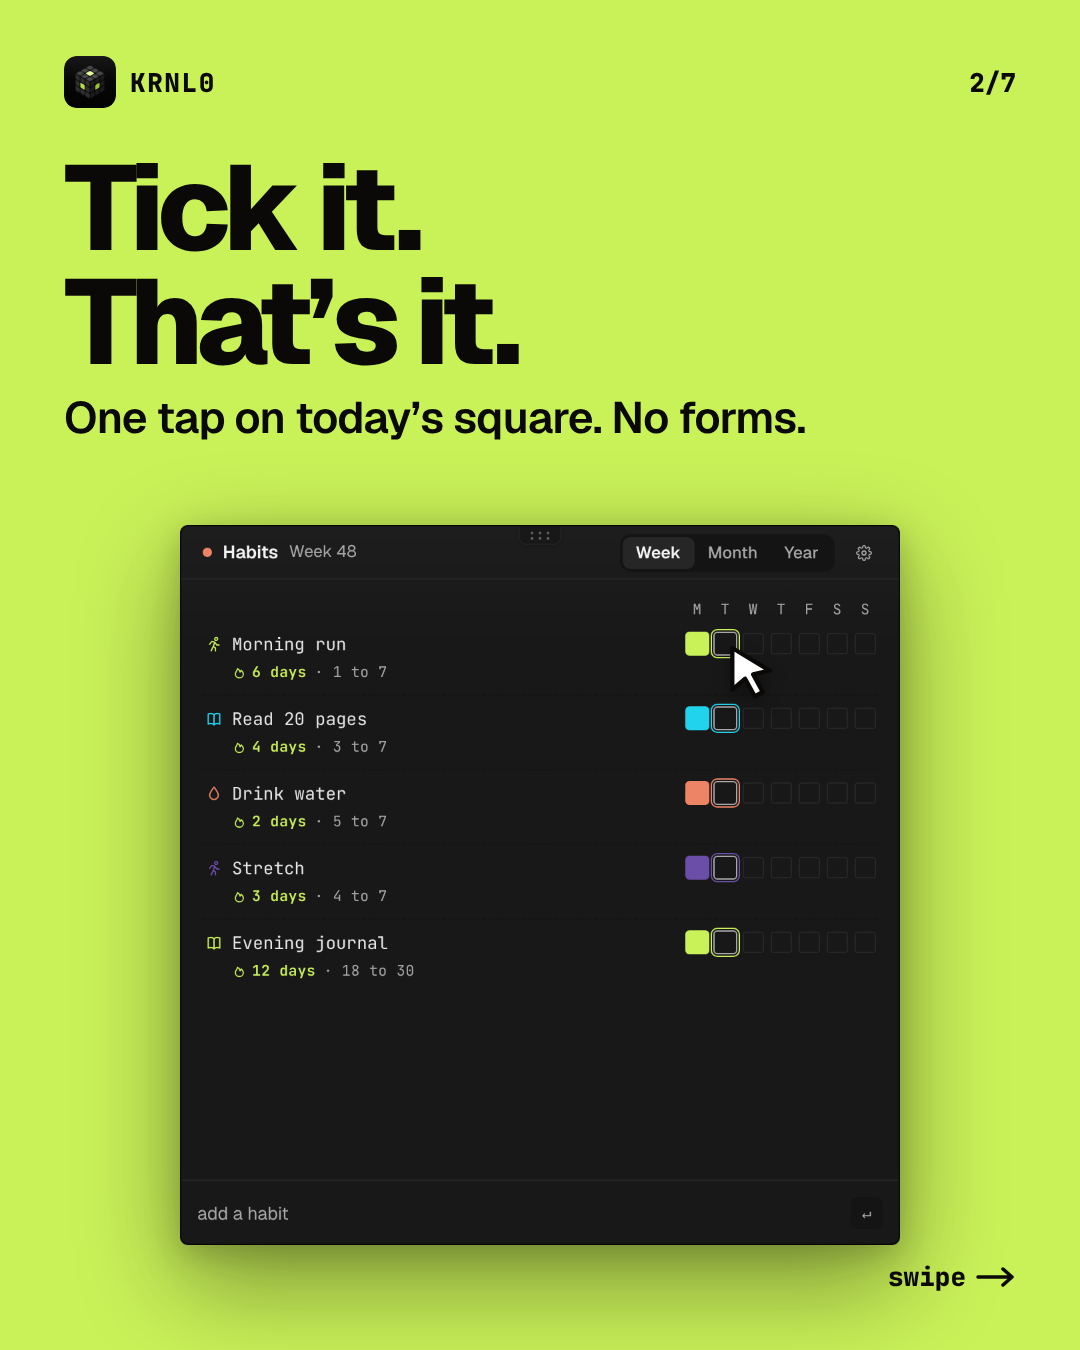 KRNL0
2/7
Tick it.
That’s it.
One tap on today’s square. No forms.
Habits Week 48
Week Month Year
M T W T F S S
Morning run
6 days · 1 to 7
Read 20 pages
4 days · 3 to 7
Drink water
2 days · 5 to 7
Stretch
3 days · 4 to 7
Evening journal
12 days · 18 to 30
add a habit
swipe →